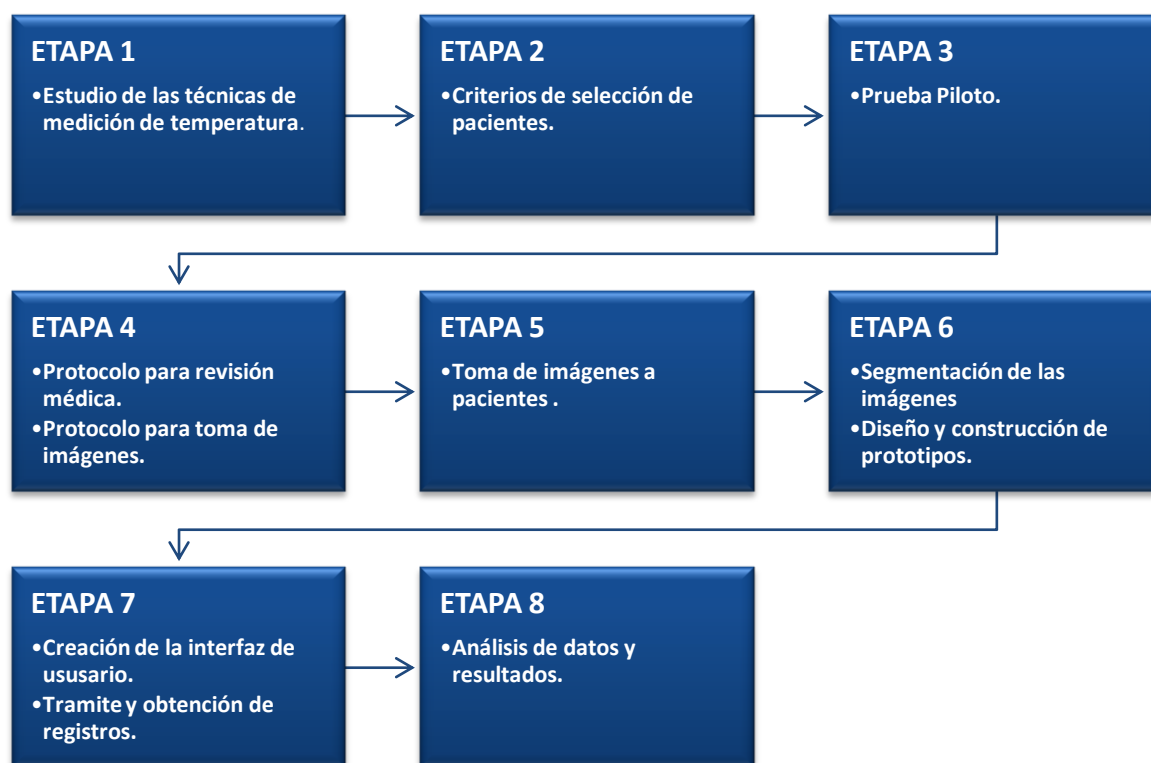 ETAPA 1
•Estudio de las técnicas de
medición de temperatura.
ETAPA 2
•Criterios de selección de
pacientes.
ETAPA 3
•Prueba Piloto.
ETAPA 4
•Protocolo para revisión
médica.
•Protocolo para toma de
imágenes.
ETAPA 5
•Toma de imágenes a
pacientes .
ETAPA 6
•Segmentación de las
imágenes
•Diseño y construcción de
prototipos.
ETAPA 7
•Creación de la interfaz de
ususario.
•Tramite y obtención de
registros.
ETAPA 8
•Análisis de datos y
resultados.